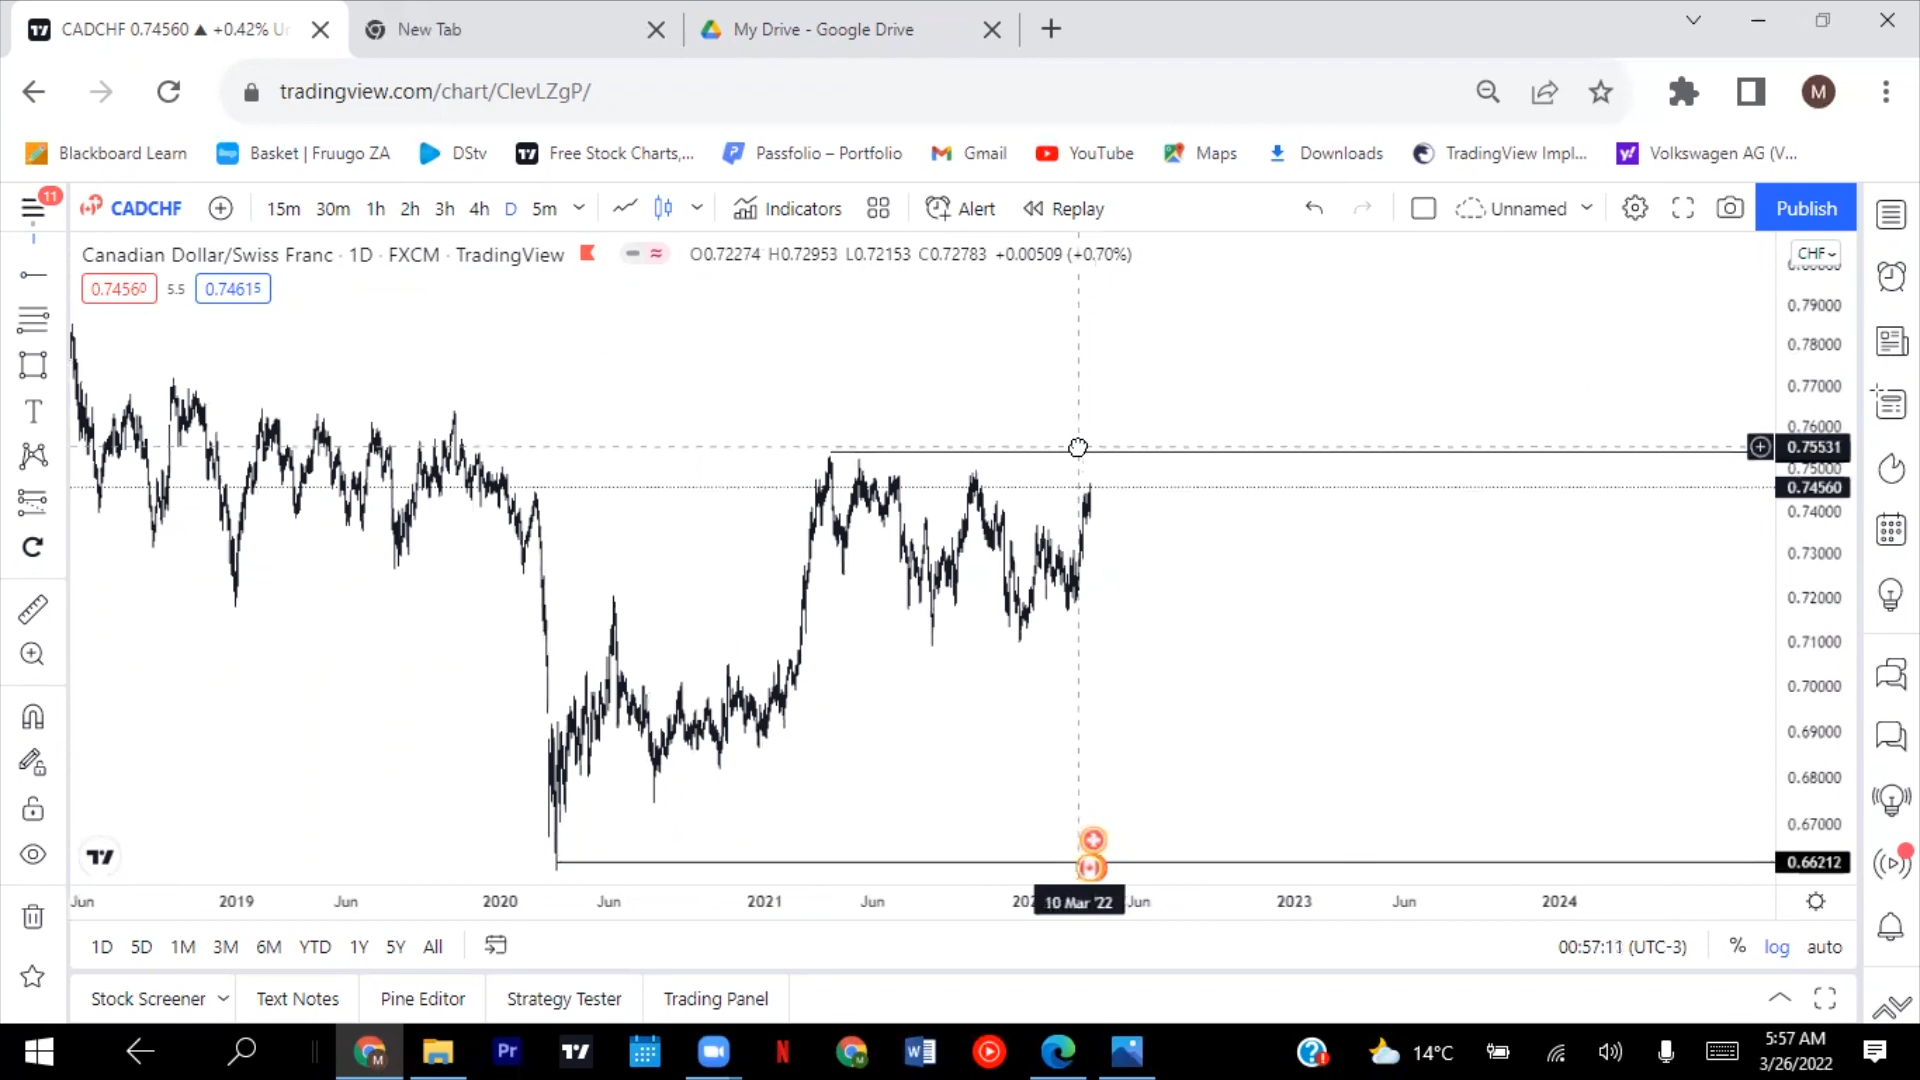 CADCHF 0.74560 ▲ +0.42% Un
New Tab
My Drive - Google Drive
tradingview.com/chart/ClevLZgP/
M
Blackboard Learn
Basket | Fruugo ZA
DStv
Free Stock Charts,...
Passfolio – Portfolio
Gmail
YouTube
Maps
Downloads
TradingView Impl...
Volkswagen AG (V...
11
CADCHF
15m 30m 1h 2h 3h 4h D 5m
Indicators
Alert
Replay
Unnamed
Publish
Canadian Dollar/Swiss Franc · 1D · FXCM · TradingView
O0.72274 H0.72953 L0.72153 C0.72783 +0.00509 (+0.70%)
CHF
0.74560 5.5 0.74615
0.79000
0.78000
0.77000
0.76000
0.75531
0.75000
0.74560
0.74000
0.73000
0.72000
0.71000
0.70000
0.69000
0.68000
0.67000
0.66212
Jun 2019 Jun 2020 Jun 2021 Jun 10 Mar '22 Jun 2023 Jun 2024
1D 5D 1M 3M 6M YTD 1Y 5Y All
00:57:11 (UTC-3) % log auto
Stock Screener
Text Notes
Pine Editor
Strategy Tester
Trading Panel
14°C
5:57 AM
3/26/2022